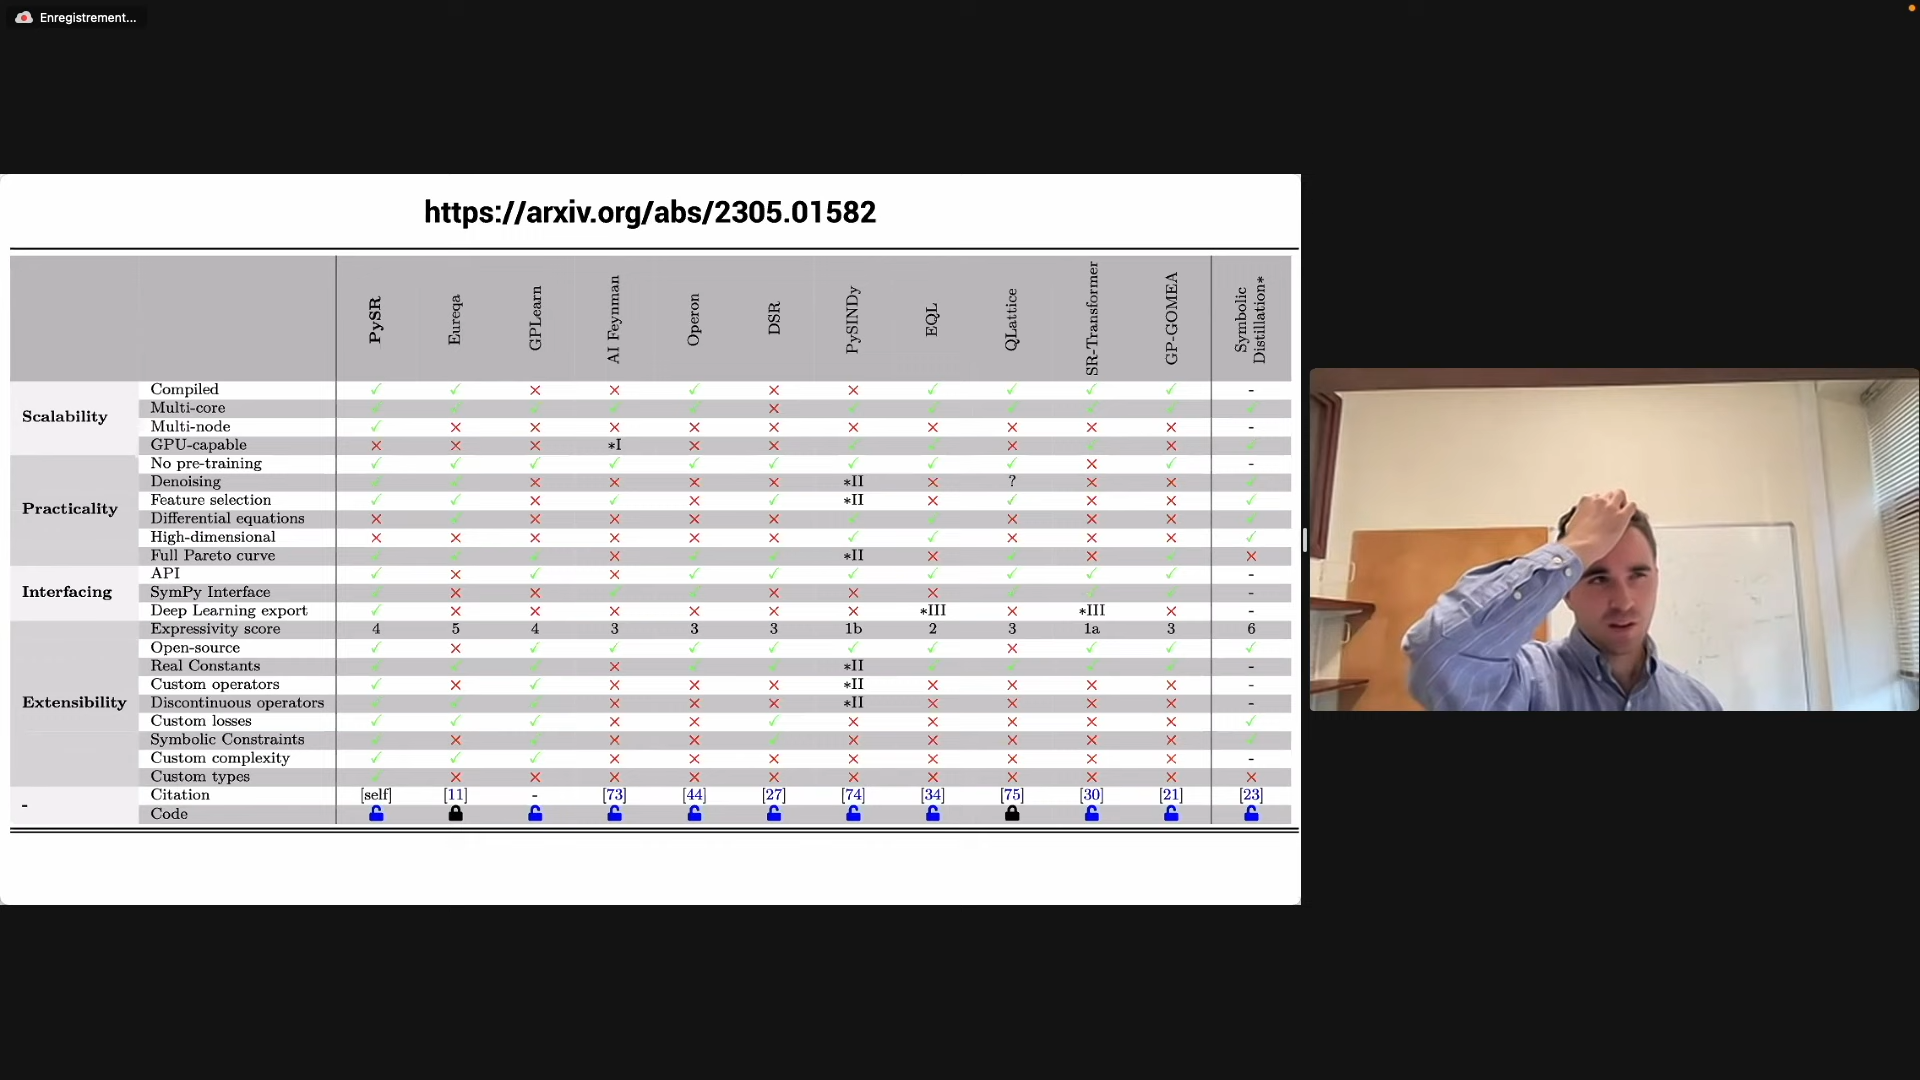 Enregistrement...
https://arxiv.org/abs/2305.01582
PySR Eureqa GPLearn AI Feynman Operon DSR PySINDy EQL QLattice SR-Transformer GP-GOMEA Symbolic Distillation*
Scalability
Compiled ✓ ✓ × × ✓ × × ✓ ✓ ✓ ✓ -
Multi-core ✓ ✓ ✓ ✓ ✓ × ✓ ✓ ✓ ✓ ✓ ✓
Multi-node ✓ × × × × × × × × × × -
GPU-capable × × × *I × × ✓ ✓ × ✓ × ✓
Practicality
No pre-training ✓ ✓ ✓ ✓ ✓ ✓ ✓ ✓ ✓ × ✓ -
Denoising ✓ ✓ × × × × *II × ? × × ✓
Feature selection ✓ ✓ × ✓ × ✓ *II × ✓ × × ✓
Differential equations × ✓ × × × × ✓ ✓ × × × ✓
High-dimensional × × × × × × ✓ ✓ × × × ✓
Full Pareto curve ✓ ✓ ✓ × ✓ ✓ *II × ✓ × ✓ ×
Interfacing
API ✓ × ✓ × ✓ ✓ ✓ ✓ ✓ ✓ ✓ -
SymPy Interface ✓ × × ✓ ✓ × × × ✓ ✓ ✓ -
Deep Learning export ✓ × × × × × × *III × *III × -
Extensibility
Expressivity score 4 5 4 3 3 3 1b 2 3 1a 3 6
Open-source ✓ × ✓ ✓ ✓ ✓ ✓ ✓ × ✓ ✓ ✓
Real Constants ✓ ✓ ✓ × ✓ ✓ *II ✓ ✓ ✓ ✓ -
Custom operators ✓ × ✓ × × × *II × × × × -
Discontinuous operators ✓ ✓ ✓ × × × *II × × × × -
Custom losses ✓ ✓ ✓ × × ✓ × × × × × ✓
Symbolic Constraints ✓ × ✓ × × ✓ × × × × × ✓
Custom complexity ✓ ✓ ✓ × × × × × × × × -
Custom types ✓ × × × × × × × × × × ×
-
Citation [self] [11] - [73] [44] [27] [74] [34] [75] [30] [21] [23]
Code